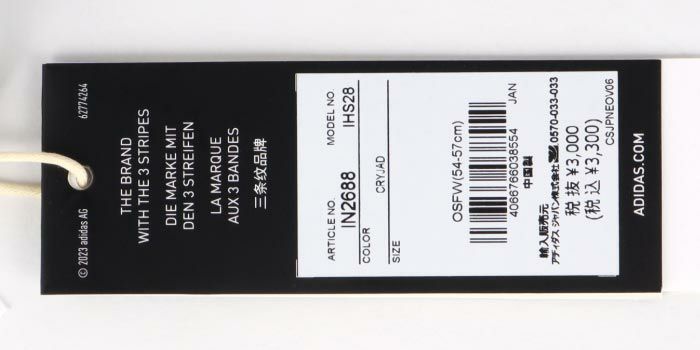 62774264
THE BRAND
WITH THE 3 STRIPES
DIE MARKE MIT
DEN 3 STREIFEN
LA MARQUE
AUX 3 BANDES
三条纹品牌
© 2023 adidas AG
ARTICLE NO. MODEL NO.
IN2688 IHS28
COLOR
CRYJAD
SIZE
OSFW(54-57cm)
4066766038554 JAN
中国製
輸入販売元
アディダス ジャパン株式会社 0570-033-033
税抜 ¥3,000
(税込 ¥3,300)
CSJPNEOV06
ADIDAS.COM